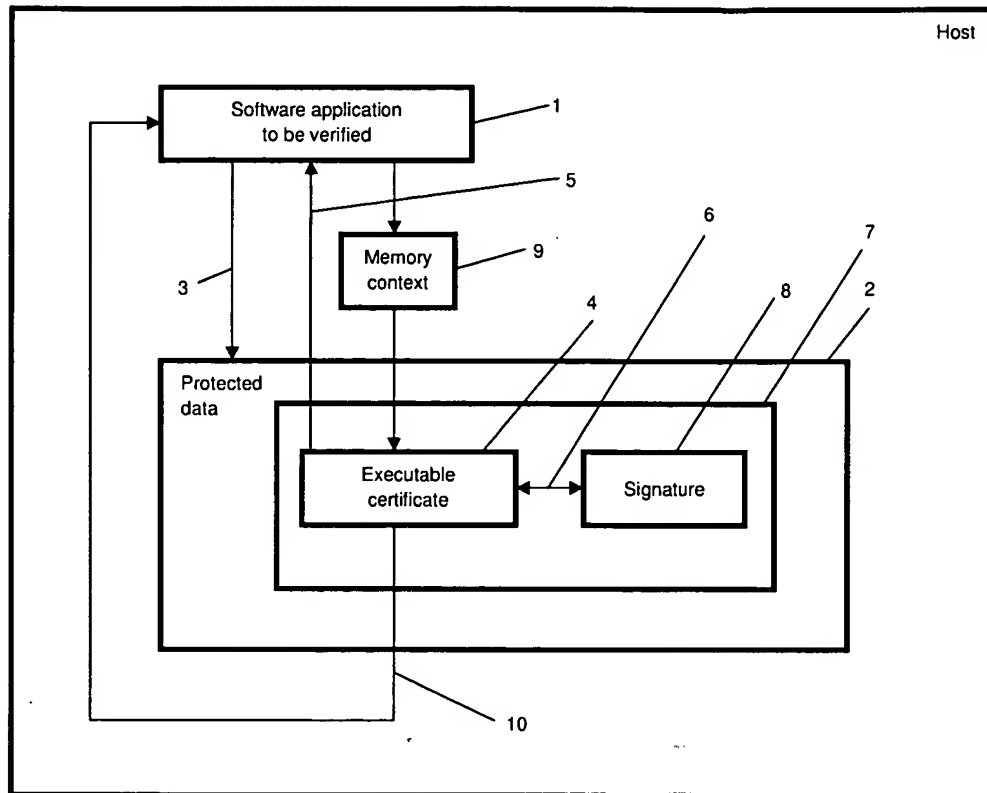 Host
Software application
to be verified
1
5
6
7
Memory
context
9
8
3
4
2
Protected
data
Executable
certificate
Signature
10